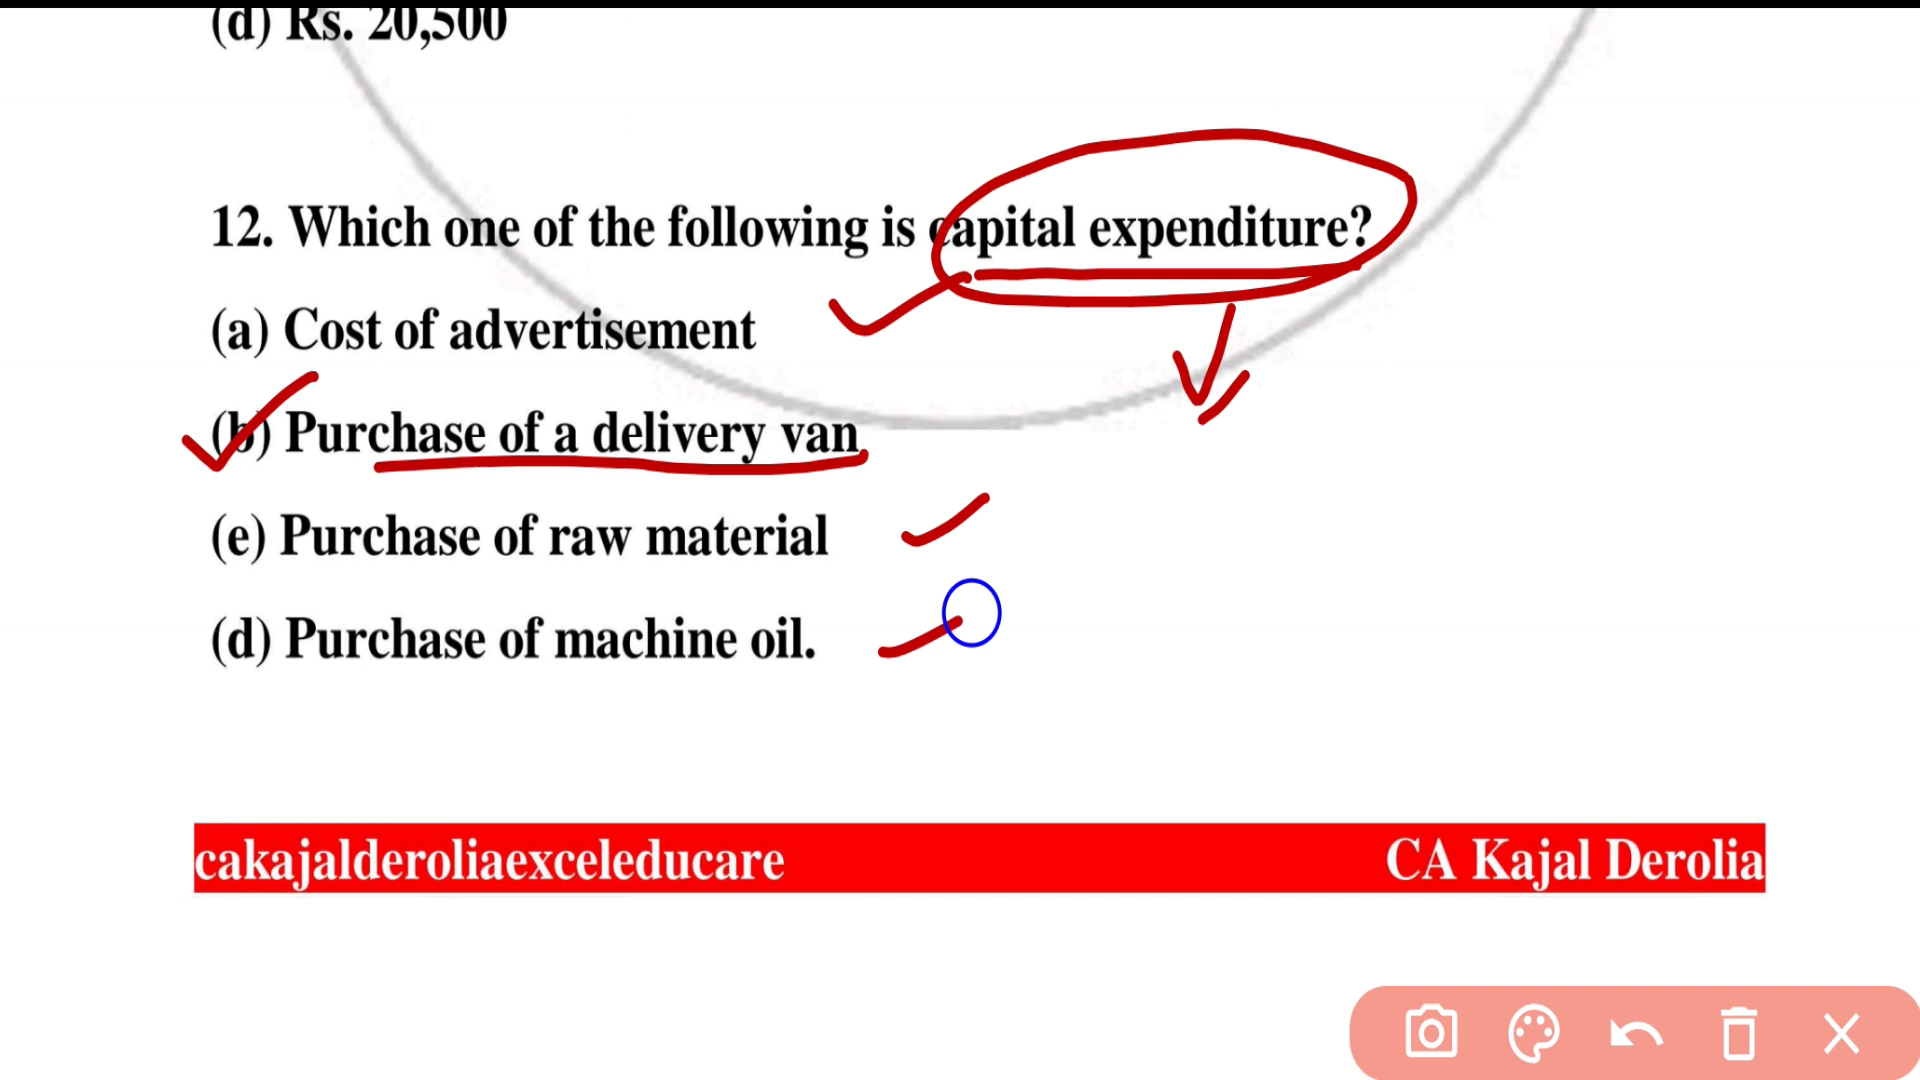 (d) Rs. 20,500
12. Which one of the following is capital expenditure?
(a) Cost of advertisement
(b) Purchase of a delivery van
(e) Purchase of raw material
(d) Purchase of machine oil.
cakajalderoliaexceleducare CA Kajal Derolia